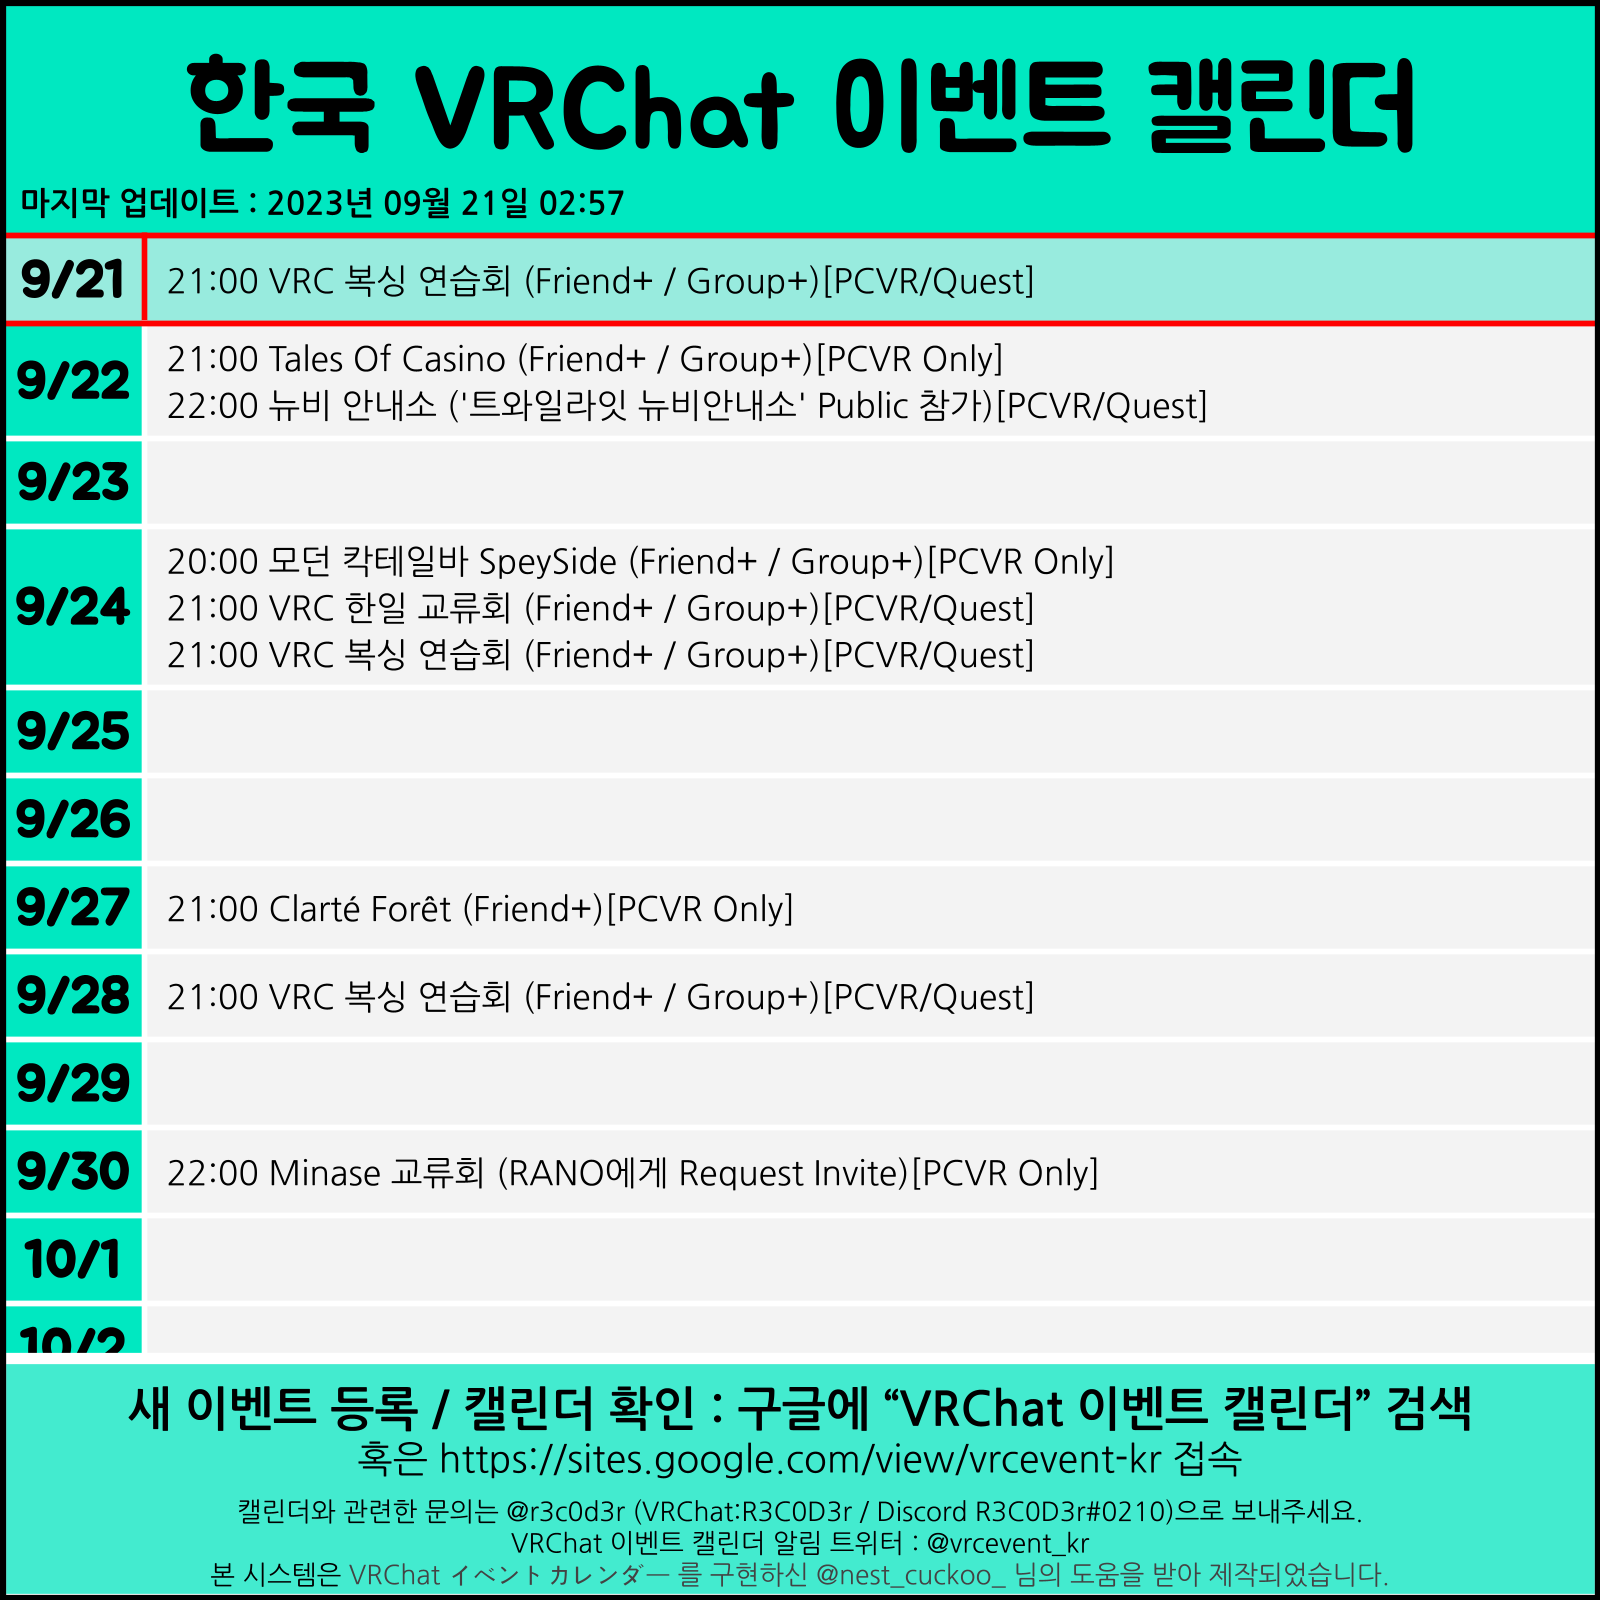 한국 VRChat 이벤트 캘린더
마지막 업데이트 : 2023년 09월 21일 02:57
9/21
21:00 VRC 복싱 연습회 (Friend+ / Group+)[PCVR/Quest]
9/22
21:00 Tales Of Casino (Friend+ / Group+)[PCVR Only]
22:00 뉴비 안내소 ('트와일라잇 뉴비안내소' Public 참가)[PCVR/Quest]
9/23
9/24
20:00 모던 칵테일바 SpeySide (Friend+ / Group+)[PCVR Only]
21:00 VRC 한일 교류회 (Friend+ / Group+)[PCVR/Quest]
21:00 VRC 복싱 연습회 (Friend+ / Group+)[PCVR/Quest]
9/25
9/26
9/27
21:00 Clarté Forêt (Friend+)[PCVR Only]
9/28
21:00 VRC 복싱 연습회 (Friend+ / Group+)[PCVR/Quest]
9/29
9/30
22:00 Minase 교류회 (RANO에게 Request Invite)[PCVR Only]
10/1
10/2
새 이벤트 등록 / 캘린더 확인 : 구글에 “VRChat 이벤트 캘린더” 검색
혹은 https://sites.google.com/view/vrcevent-kr 접속
캘린더와 관련한 문의는 @r3c0d3r (VRChat:R3C0D3r / Discord R3C0D3r#0210)으로 보내주세요.
VRChat 이벤트 캘린더 알림 트위터 : @vrcevent_kr
본 시스템은 VRChat イベントカレンダー 를 구현하신 @nest_cuckoo_ 님의 도움을 받아 제작되었습니다.